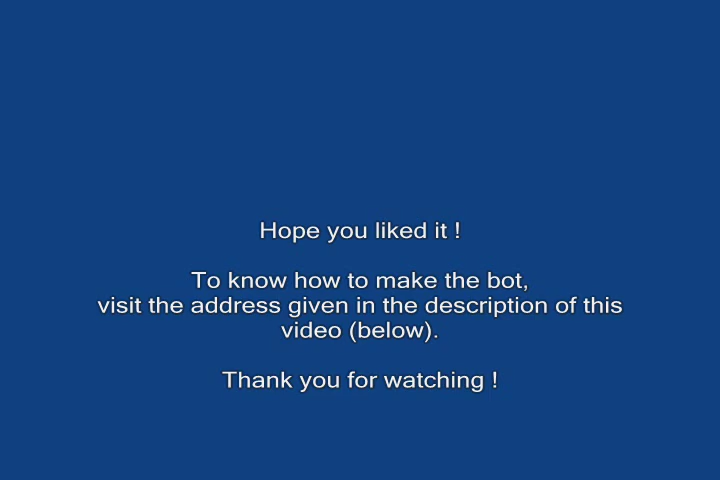 Hope you liked it !
To know how to make the bot,
visit the address given in the description of this
video (below).
Thank you for watching !